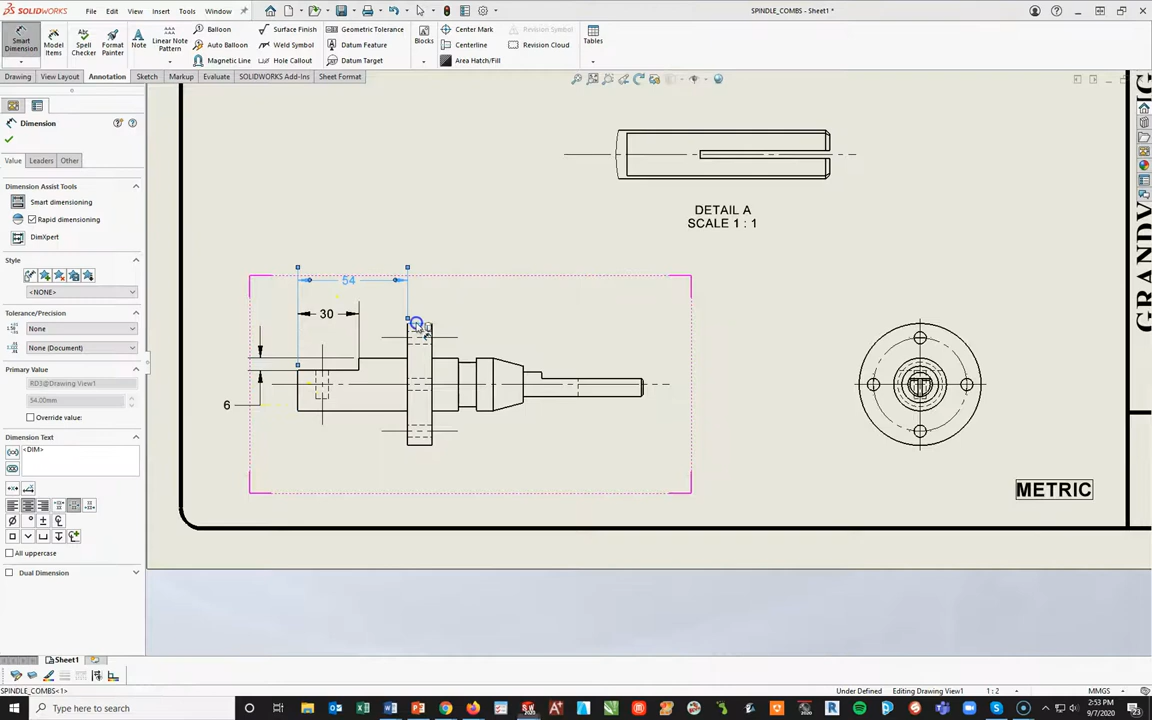 SOLIDWORKS
File
Edit
View
Insert
Tools
Window
SPINDLE_COMBS - Sheet1 *
Smart Dimension
Model Items
Spell Checker
Format Painter
Note
Linear Note Pattern
Balloon
Auto Balloon
Magnetic Line
Surface Finish
Weld Symbol
Hole Callout
Geometric Tolerance
Datum Feature
Datum Target
Blocks
Center Mark
Centerline
Area Hatch/Fill
Revision Symbol
Revision Cloud
Tables
Drawing
View Layout
Annotation
Sketch
Markup
Evaluate
SOLIDWORKS Add-Ins
Sheet Format
Dimension
Value
Leaders
Other
Dimension Assist Tools
Smart dimensioning
Rapid dimensioning
DimXpert
Style
<NONE>
Tolerance/Precision
None
None (Document)
Primary Value
RD3@Drawing View1
54.00mm
Override value:
Dimension Text
<DIM>
All uppercase
Dual Dimension
DETAIL A
SCALE 1 : 1
54
30
6
METRIC
Sheet1
SPINDLE_COMBS<1>
Under Defined
Editing Drawing View1
1 : 2
MMGS
Type here to search
2:53 PM
9/7/2020